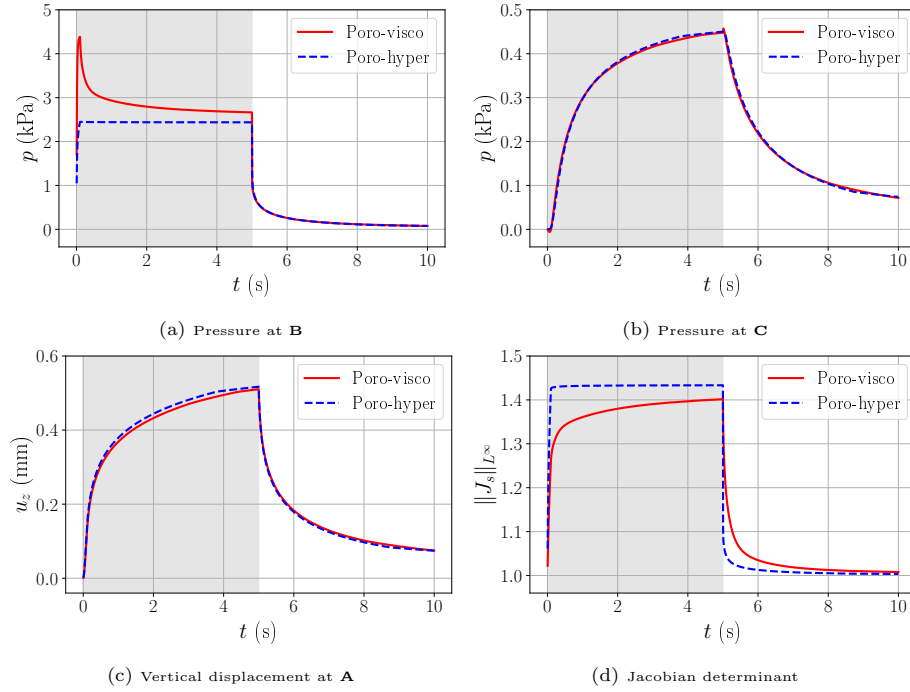 5
4
3
2
1
0
p (kPa)
Poro-visco
Poro-hyper
0 2 4 6 8 10
t (s)
(a) Pressure at B
0.5
0.4
0.3
0.2
0.1
0.0
p (kPa)
Poro-visco
Poro-hyper
0 2 4 6 8 10
t (s)
(b) Pressure at C
0.6
0.4
0.2
0.0
u_z (mm)
Poro-visco
Poro-hyper
0 2 4 6 8 10
t (s)
(c) Vertical displacement at A
1.5
1.4
1.3
1.2
1.1
1.0
||J_s||_{L^∞}
Poro-visco
Poro-hyper
0 2 4 6 8 10
t (s)
(d) Jacobian determinant